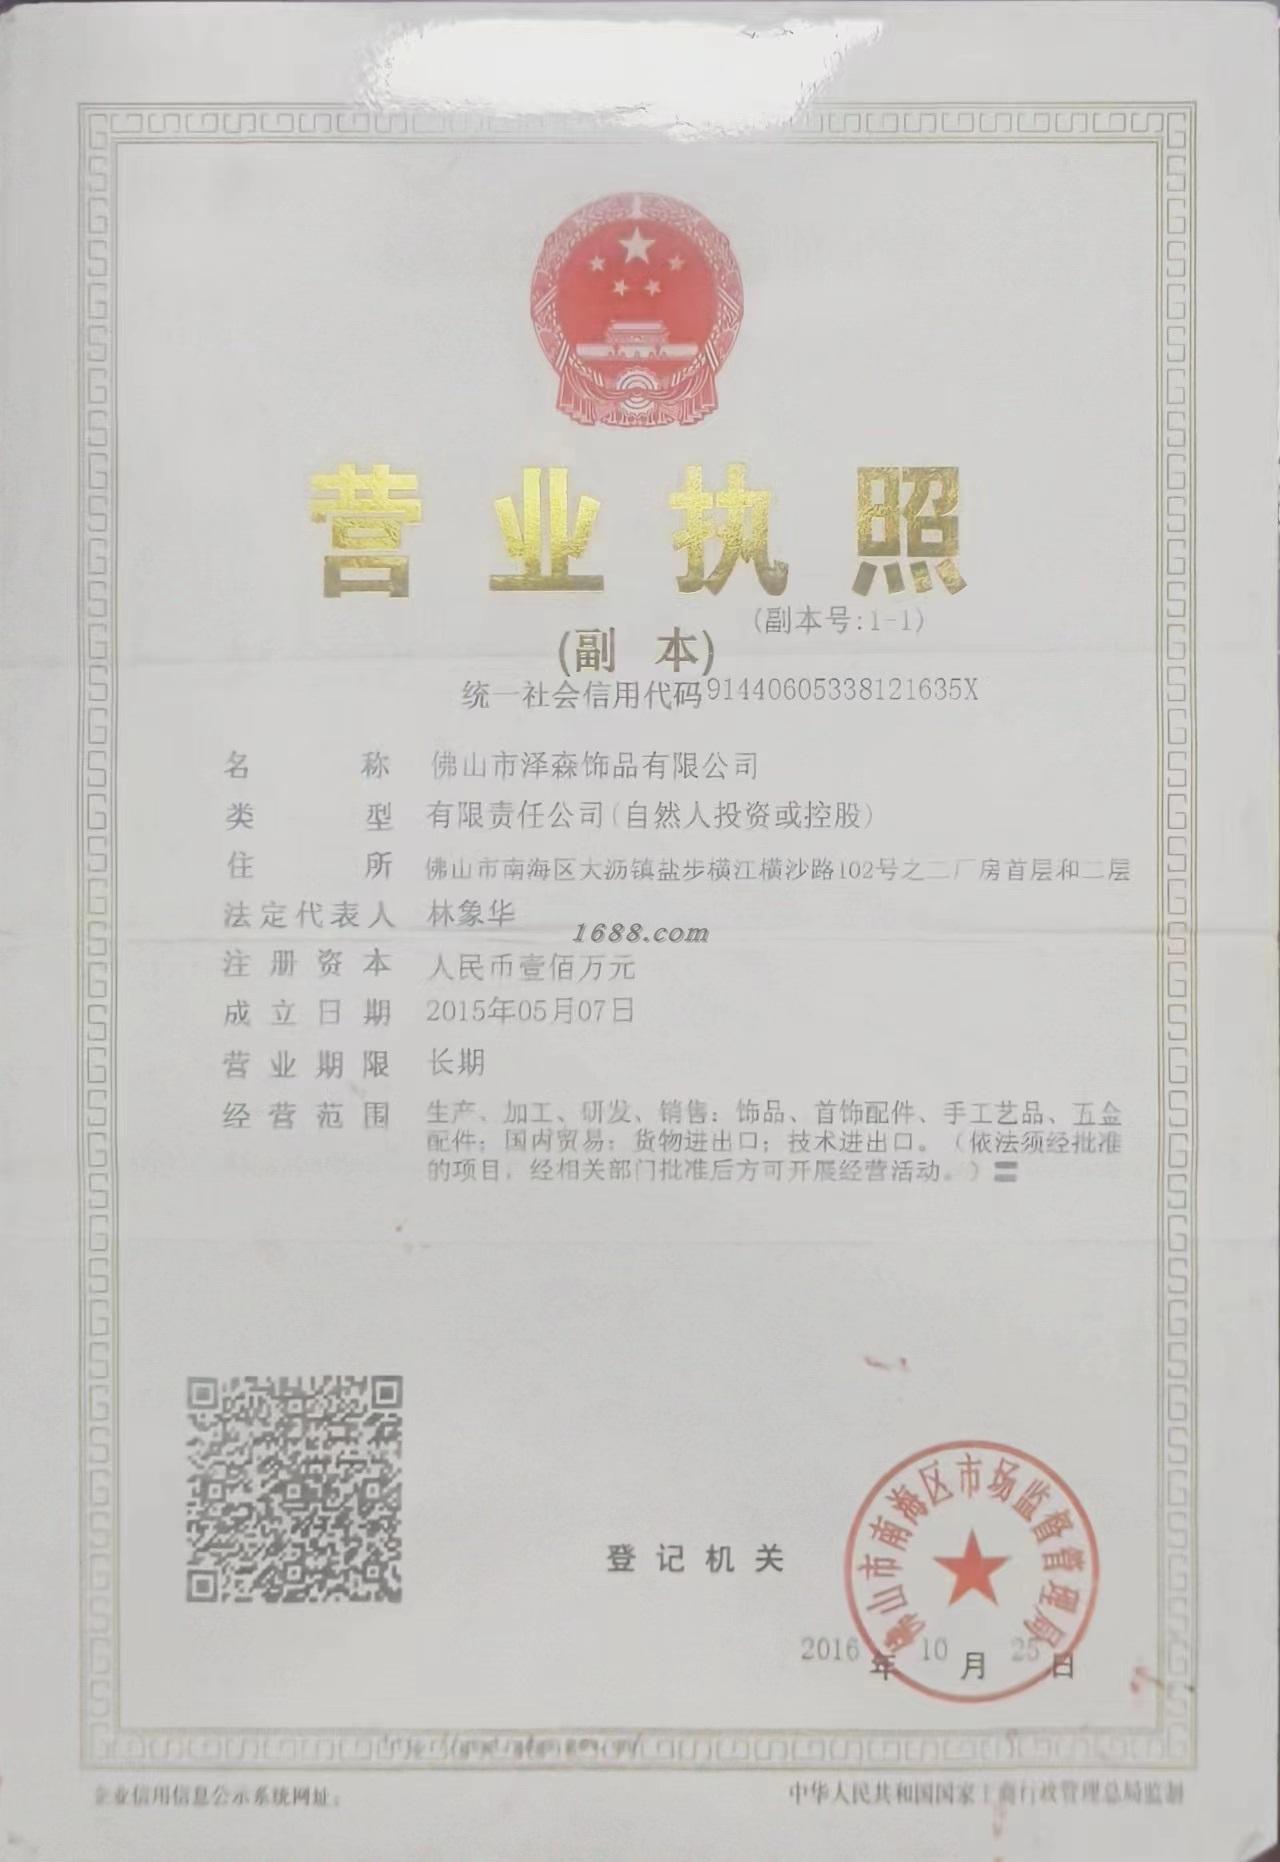 营业执照
(副本号:1-1)
(副 本)
统一社会信用代码91440605338121635X
名称 佛山市泽森饰品有限公司
类型 有限责任公司(自然人投资或控股)
住所 佛山市南海区大沥镇盐步横江横沙路102号之二厂房首层和二层
法定代表人 林象华
1688.com
注册资本 人民币壹佰万元
成立日期 2015年05月07日
营业期限 长期
经营范围 生产、加工、研发、销售：饰品、首饰配件、手工艺品、五金
配件；国内贸易；货物进出口；技术进出口。（依法须经批准
的项目，经相关部门批准后方可开展经营活动。）〓
佛山市南海区市场监督管理局
登记机关
2016年10月25日
企业信用信息公示系统网址：
中华人民共和国国家工商行政管理总局监制